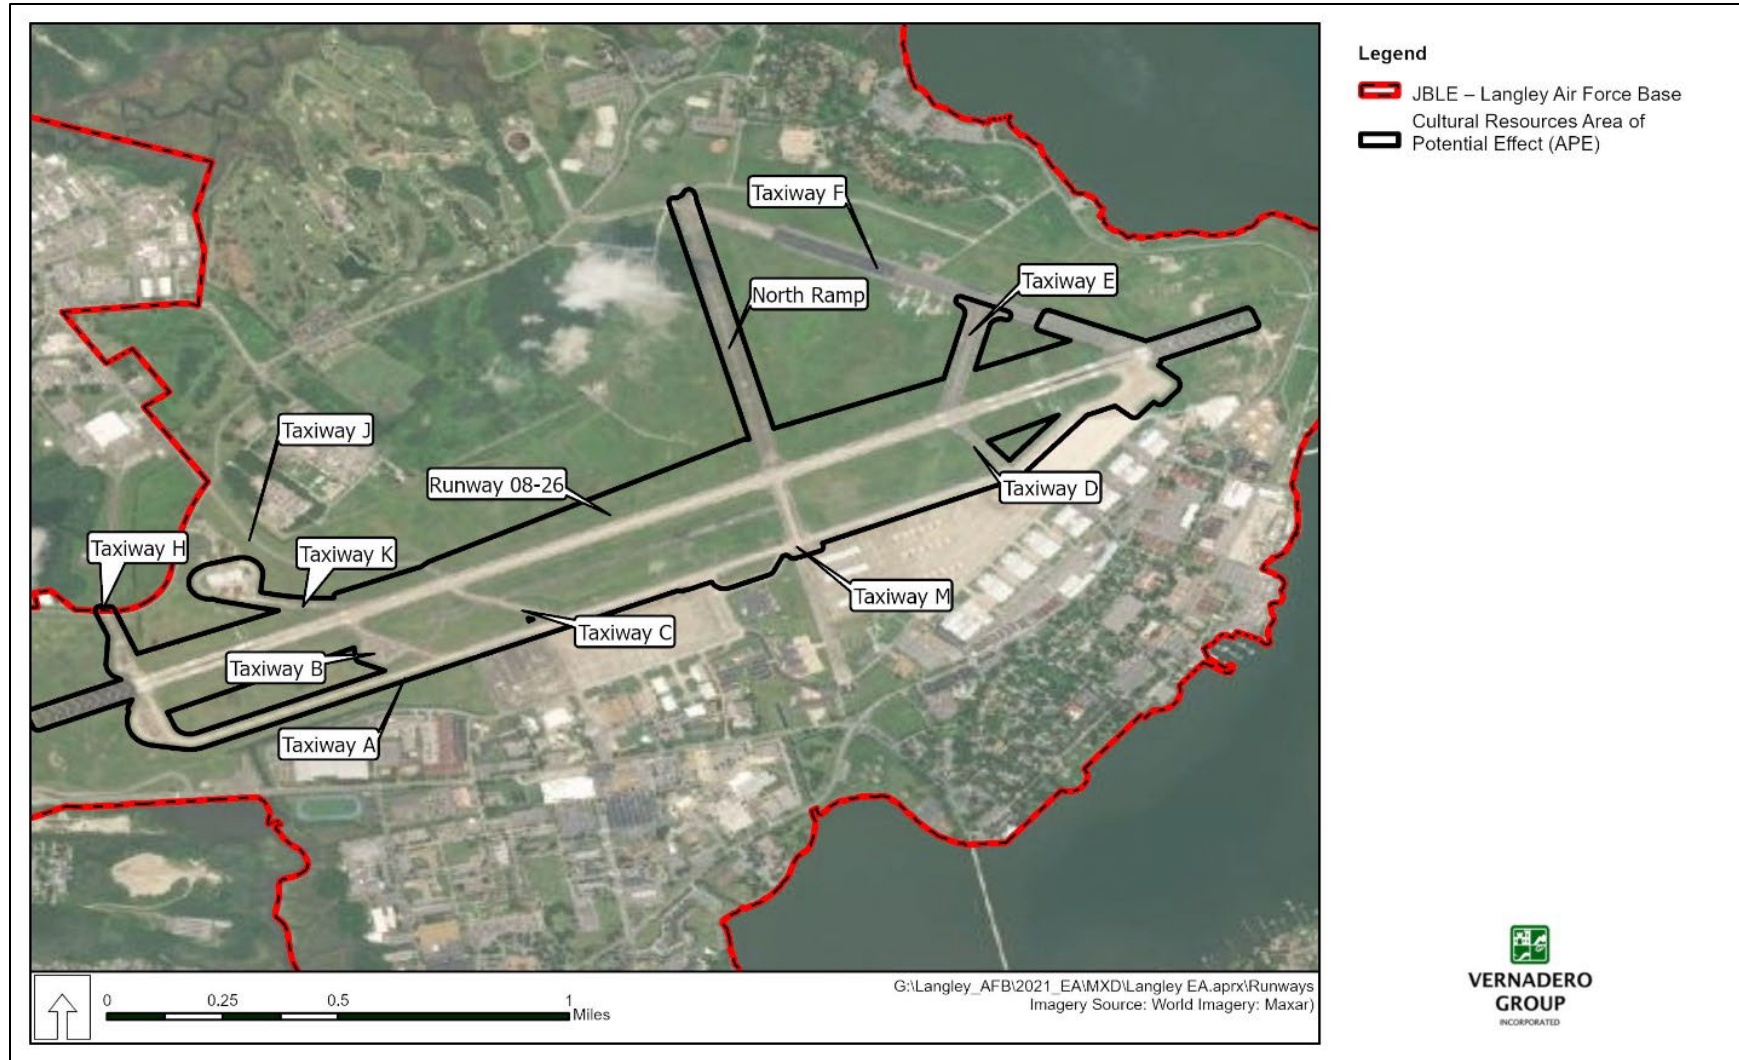 Legend
JBLE – Langley Air Force Base
Cultural Resources Area of
Potential Effect (APE)
Taxiway F
Taxiway E
North Ramp
Taxiway J
Runway 08-26
Taxiway D
Taxiway H
Taxiway K
Taxiway M
Taxiway C
Taxiway B
Taxiway A
0 0.25 0.5 1
Miles
G:\Langley_AFB\2021_EA\MXD\Langley EA.aprx\Runways
Imagery Source: World Imagery: Maxar)
VERNADERO
GROUP
INCORPORATED